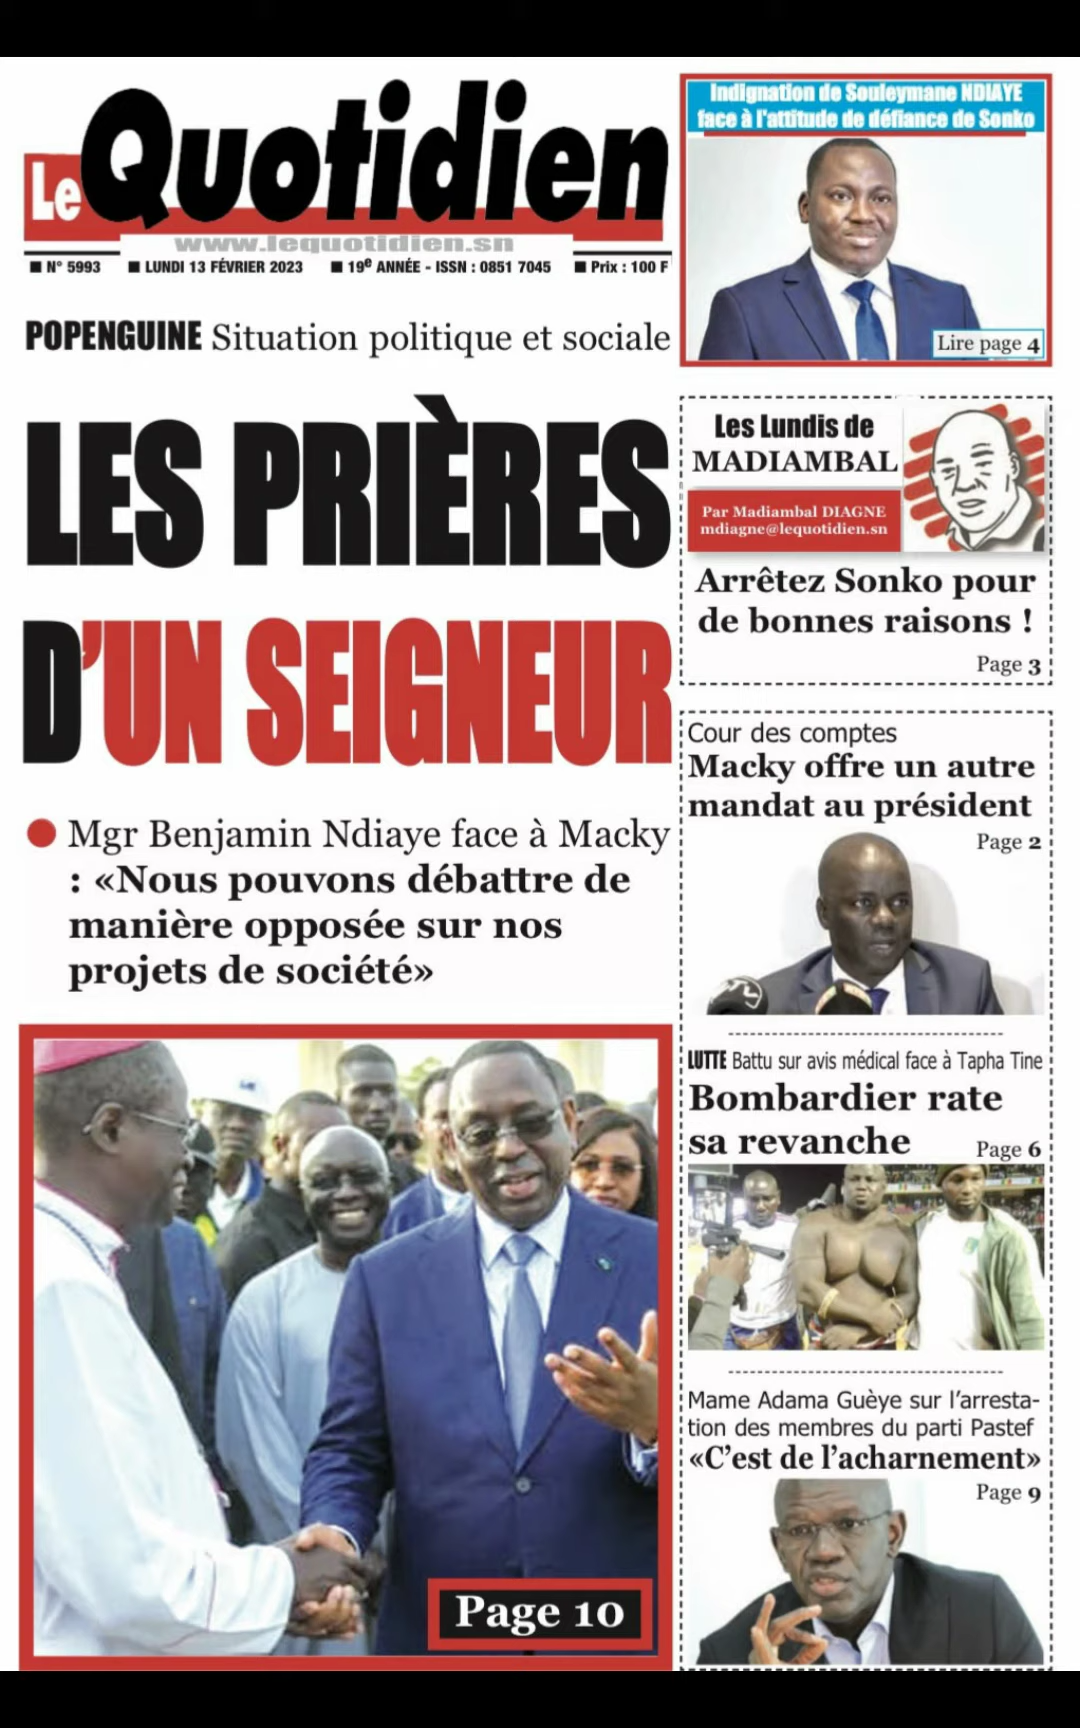 Le Quotidien
www.lequotidien.sn
N° 5993 LUNDI 13 FÉVRIER 2023 19e ANNÉE - ISSN : 0851 7045 Prix : 100 F
POPENGUINE Situation politique et sociale
LES PRIÈRES
D'UN SEIGNEUR
Mgr Benjamin Ndiaye face à Macky
: «Nous pouvons débattre de
manière opposée sur nos
projets de société»
Page 10
Indignation de Souleymane NDIAYE
face à l'attitude de défiance de Sonko
Lire page 4
Les Lundis de
MADIAMBAL
Par Madiambal DIAGNE
mdiagne@lequotidien.sn
Arrêtez Sonko pour
de bonnes raisons !
Page 3
Cour des comptes
Macky offre un autre
mandat au président
Page 2
LUTTE Battu sur avis médical face à Tapha Tine
Bombardier rate
sa revanche Page 6
Mame Adama Guèye sur l'arresta-
tion des membres du parti Pastef
«C'est de l'acharnement»
Page 9